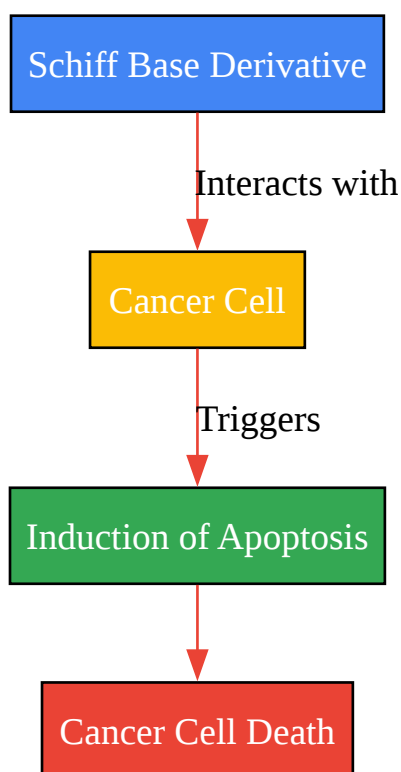 Schiff Base Derivative
Interacts with
Cancer Cell
Triggers
Induction of Apoptosis
Cancer Cell Death